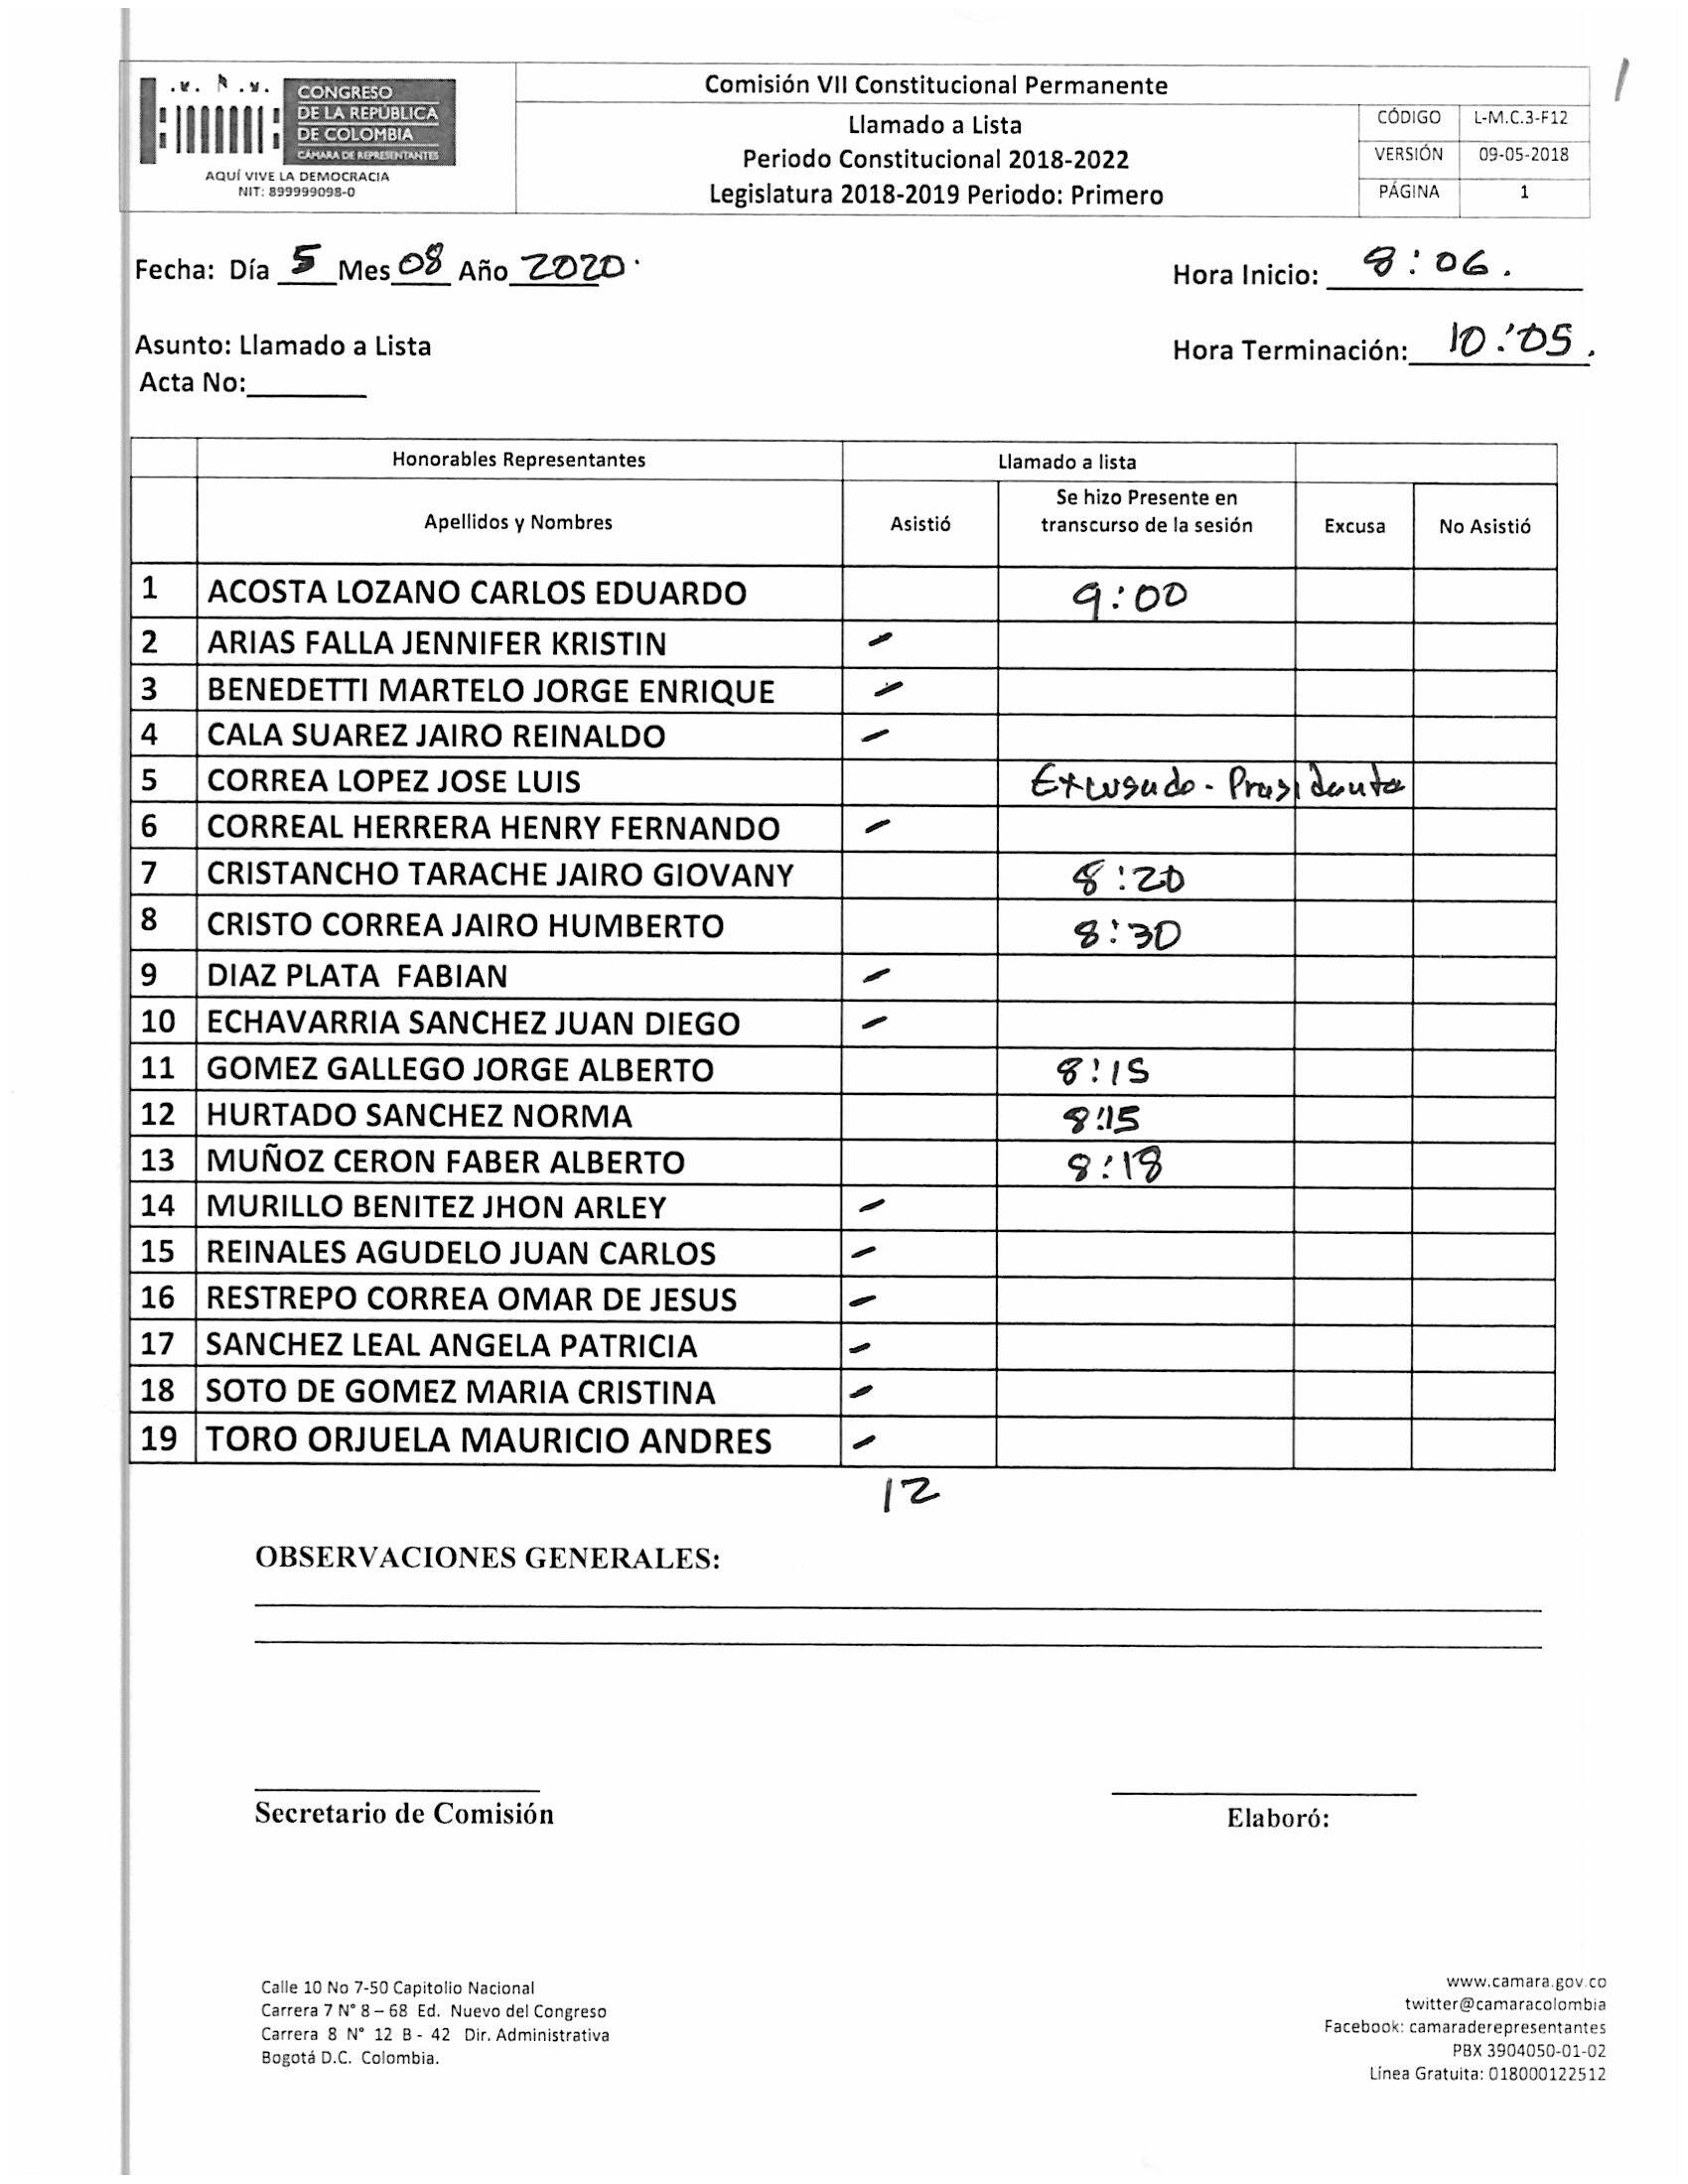 CONGRESO
DE LA REPÚBLICA
DE COLOMBIA
CÁMARA DE REPRESENTANTES
AQUÍ VIVE LA DEMOCRACIA
NIT: 899999098-0
Comisión VII Constitucional Permanente
Llamado a Lista
Periodo Constitucional 2018-2022
Legislatura 2018-2019 Periodo: Primero
CÓDIGO L-M.C.3-F12
VERSIÓN 09-05-2018
PÁGINA 1
Fecha: Día 5 Mes 08 Año 2020. Hora Inicio: 8:06.
Asunto: Llamado a Lista Hora Terminación: 10:05.
Acta No:
Honorables Representantes Llamado a lista
Apellidos y Nombres Asistió Se hizo Presente en transcurso de la sesión Excusa No Asistió
1 ACOSTA LOZANO CARLOS EDUARDO 9:00
2 ARIAS FALLA JENNIFER KRISTIN -
3 BENEDETTI MARTELO JORGE ENRIQUE -
4 CALA SUAREZ JAIRO REINALDO -
5 CORREA LOPEZ JOSE LUIS Excusado - Presidente
6 CORREAL HERRERA HENRY FERNANDO -
7 CRISTANCHO TARACHE JAIRO GIOVANY 8:20
8 CRISTO CORREA JAIRO HUMBERTO 8:30
9 DIAZ PLATA FABIAN -
10 ECHAVARRIA SANCHEZ JUAN DIEGO -
11 GOMEZ GALLEGO JORGE ALBERTO 8:15
12 HURTADO SANCHEZ NORMA 8:15
13 MUÑOZ CERON FABER ALBERTO 8:18
14 MURILLO BENITEZ JHON ARLEY -
15 REINALES AGUDELO JUAN CARLOS -
16 RESTREPO CORREA OMAR DE JESUS -
17 SANCHEZ LEAL ANGELA PATRICIA -
18 SOTO DE GOMEZ MARIA CRISTINA -
19 TORO ORJUELA MAURICIO ANDRES -
12
OBSERVACIONES GENERALES:
Secretario de Comisión Elaboró:
Calle 10 No 7-50 Capitolio Nacional
Carrera 7 N° 8 – 68 Ed. Nuevo del Congreso
Carrera 8 N° 12 B - 42 Dir. Administrativa
Bogotá D.C. Colombia.
www.camara.gov.co
twitter@camaracolombia
Facebook: camaraderepresentantes
PBX 3904050-01-02
Línea Gratuita: 018000122512